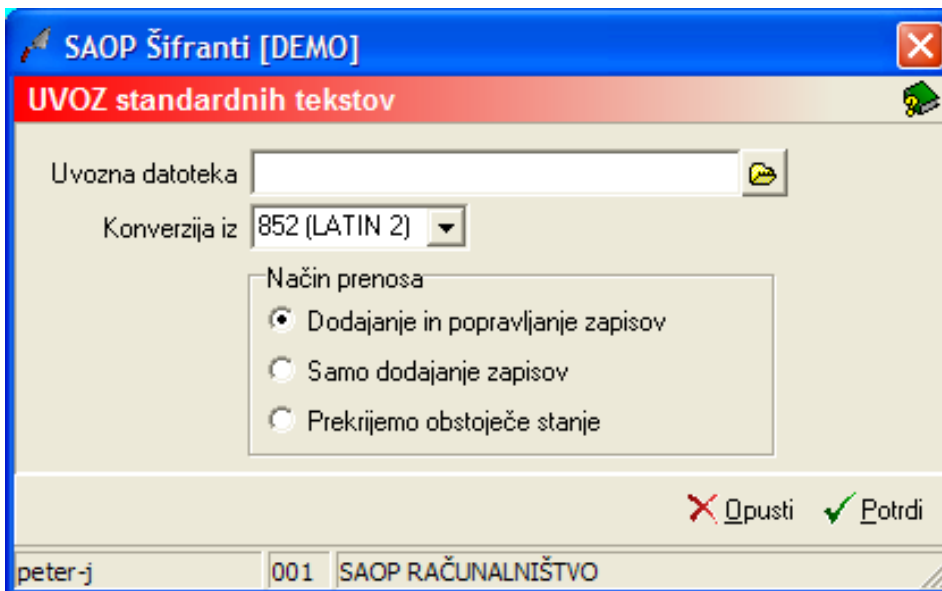 SAOP Šifranti [DEMO]
UVOZ standardnih tekstov
Uvozna datoteka
Konverzija iz 852 (LATIN 2)
Način prenosa
Dodajanje in popravljanje zapisov
Samo dodajanje zapisov
Prekrijemo obstoječe stanje
Opusti Potrdi
peter-j 001 SAOP RAČUNALNIŠTVO